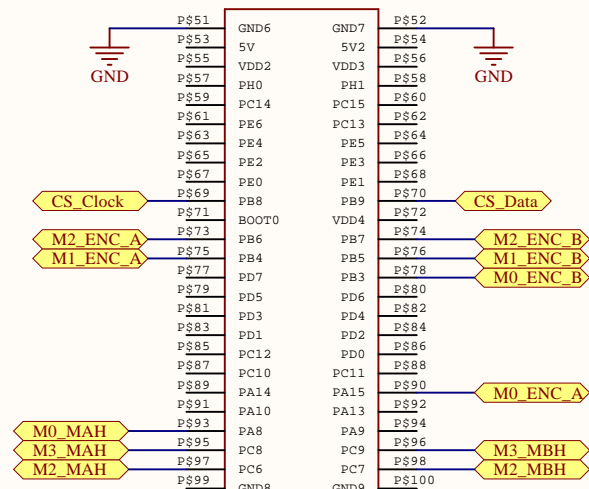 P$51 GND6 GND7 P$52
P$53 5V 5V2 P$54
GND P$55 VDD2 VDD3 P$56 GND
P$57 PH0 PH1 P$58
P$59 PC14 PC15 P$60
P$61 PE6 PC13 P$62
P$63 PE4 PE5 P$64
P$65 PE2 PE3 P$66
P$67 PE0 PE1 P$68
CS_Clock P$69 PB8 PB9 P$70 CS_Data
P$71 BOOT0 VDD4 P$72
M2_ENC_A P$73 PB6 PB7 P$74 M2_ENC_B
M1_ENC_A P$75 PB4 PB5 P$76 M1_ENC_B
P$77 PD7 PB3 P$78 M0_ENC_B
P$79 PD5 PD6 P$80
P$81 PD3 PD4 P$82
P$83 PD1 PD2 P$84
P$85 PC12 PD0 P$86
P$87 PC10 PC11 P$88
P$89 PA14 PA15 P$90 M0_ENC_A
P$91 PA10 PA13 P$92
M0_MAH P$93 PA8 PA9 P$94
M3_MAH P$95 PC8 PC9 P$96 M3_MBH
M2_MAH P$97 PC6 PC7 P$98 M2_MBH
P$99 GND8 GND9 P$100